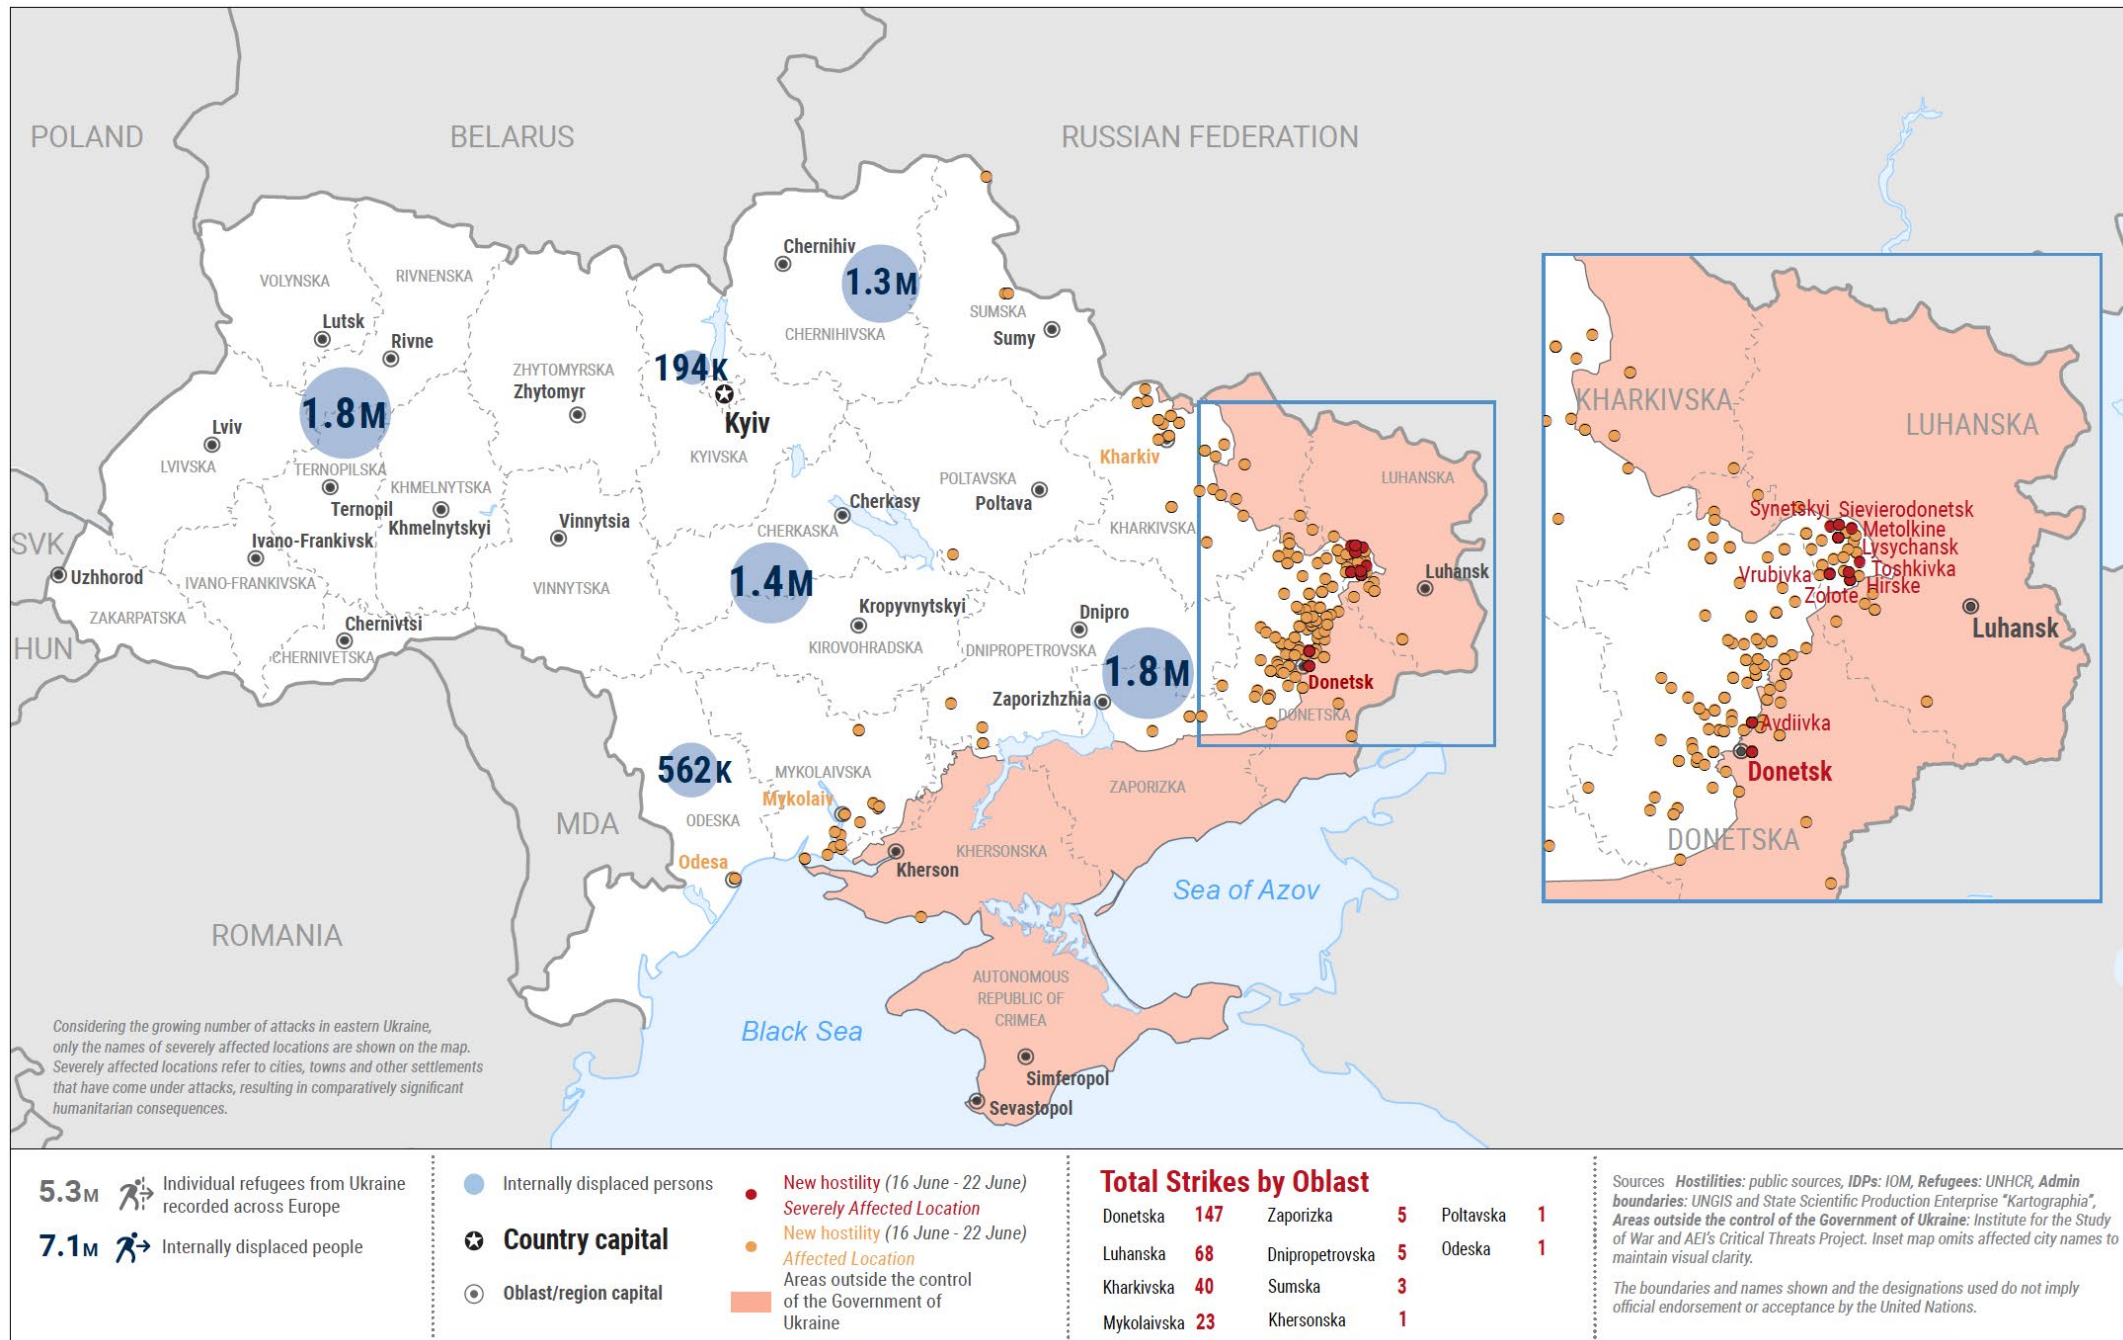 POLAND
BELARUS
RUSSIAN FEDERATION
Chernihiv
1.3M
VOLYNSKA
RIVNENSKA
CHERNIHIVSKA
SUMSKA
Sumy
Lutsk
Rivne
ZHYTOMYRSKA
Zhytomyr
194K
Kyiv
KYIVSKA
1.8M
Lviv
LVIVSKA
TERNOPILSKA
Ternopil
KHMELNYTSKA
Khmelnytskyi
Vinnytsia
Cherkasy
CHERKASKA
POLTAVSKA
Poltava
Kharkiv
KHARKIVSKA
LUHANSKA
Luhansk
SVK
Uzhhorod
Ivano-Frankivsk
IVANO-FRANKIVSKA
VINNYTSKA
1.4M
Kropyvnytskyi
KIROVOHRADSKA
Dnipro
DNIPROPETROVSKA
1.8M
ZAKARPATSKA
HUN
Chernivtsi
CHERNIVETSKA
Zaporizhzhia
Donetsk
DONETSKA
562K
MYKOLAIVSKA
Mykolaiv
ODESKA
MDA
ZAPORIZKA
Odesa
KHERSONSKA
Kherson
Sea of Azov
ROMANIA
AUTONOMOUS
REPUBLIC OF
CRIMEA
Black Sea
Simferopol
Sevastopol
KHARKIVSKA
LUHANSKA
Synetskyi
Sievierodonetsk
Metolkine
Lysychansk
Toshkivka
Vrubivka
Hirske
Zolote
Luhansk
Avdiivka
Donetsk
DONETSKA
Considering the growing number of attacks in eastern Ukraine,
only the names of severely affected locations are shown on the map.
Severely affected locations refer to cities, towns and other settlements
that have come under attacks, resulting in comparatively significant
humanitarian consequences.
5.3M Individual refugees from Ukraine
recorded across Europe
7.1M Internally displaced people
Internally displaced persons
Country capital
Oblast/region capital
New hostility (16 June - 22 June)
Severely Affected Location
New hostility (16 June - 22 June)
Affected Location
Areas outside the control
of the Government of
Ukraine
Total Strikes by Oblast
Donetska 147
Luhanska 68
Kharkivska 40
Mykolaivska 23
Zaporizka 5
Dnipropetrovska 5
Sumska 3
Khersonska 1
Poltavska 1
Odeska 1
Sources Hostilities: public sources, IDPs: IOM, Refugees: UNHCR, Admin
boundaries: UNGIS and State Scientific Production Enterprise "Kartographia",
Areas outside the control of the Government of Ukraine: Institute for the Study
of War and AEI's Critical Threats Project. Inset map omits affected city names to
maintain visual clarity.
The boundaries and names shown and the designations used do not imply
official endorsement or acceptance by the United Nations.